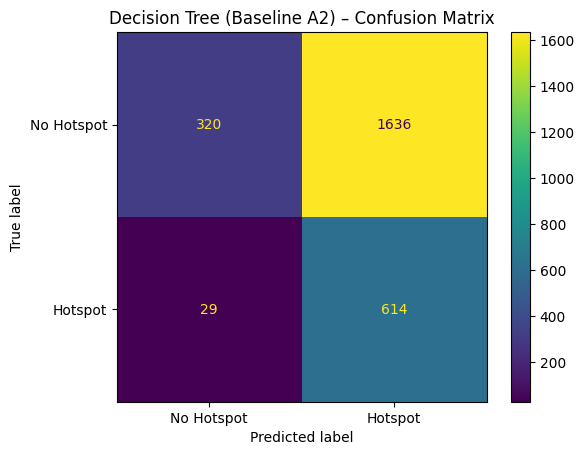 Decision Tree (Baseline A2) – Confusion Matrix
True label
No Hotspot
320
1636
Hotspot
29
614
No Hotspot
Hotspot
Predicted label
1600
1400
1200
1000
800
600
400
200